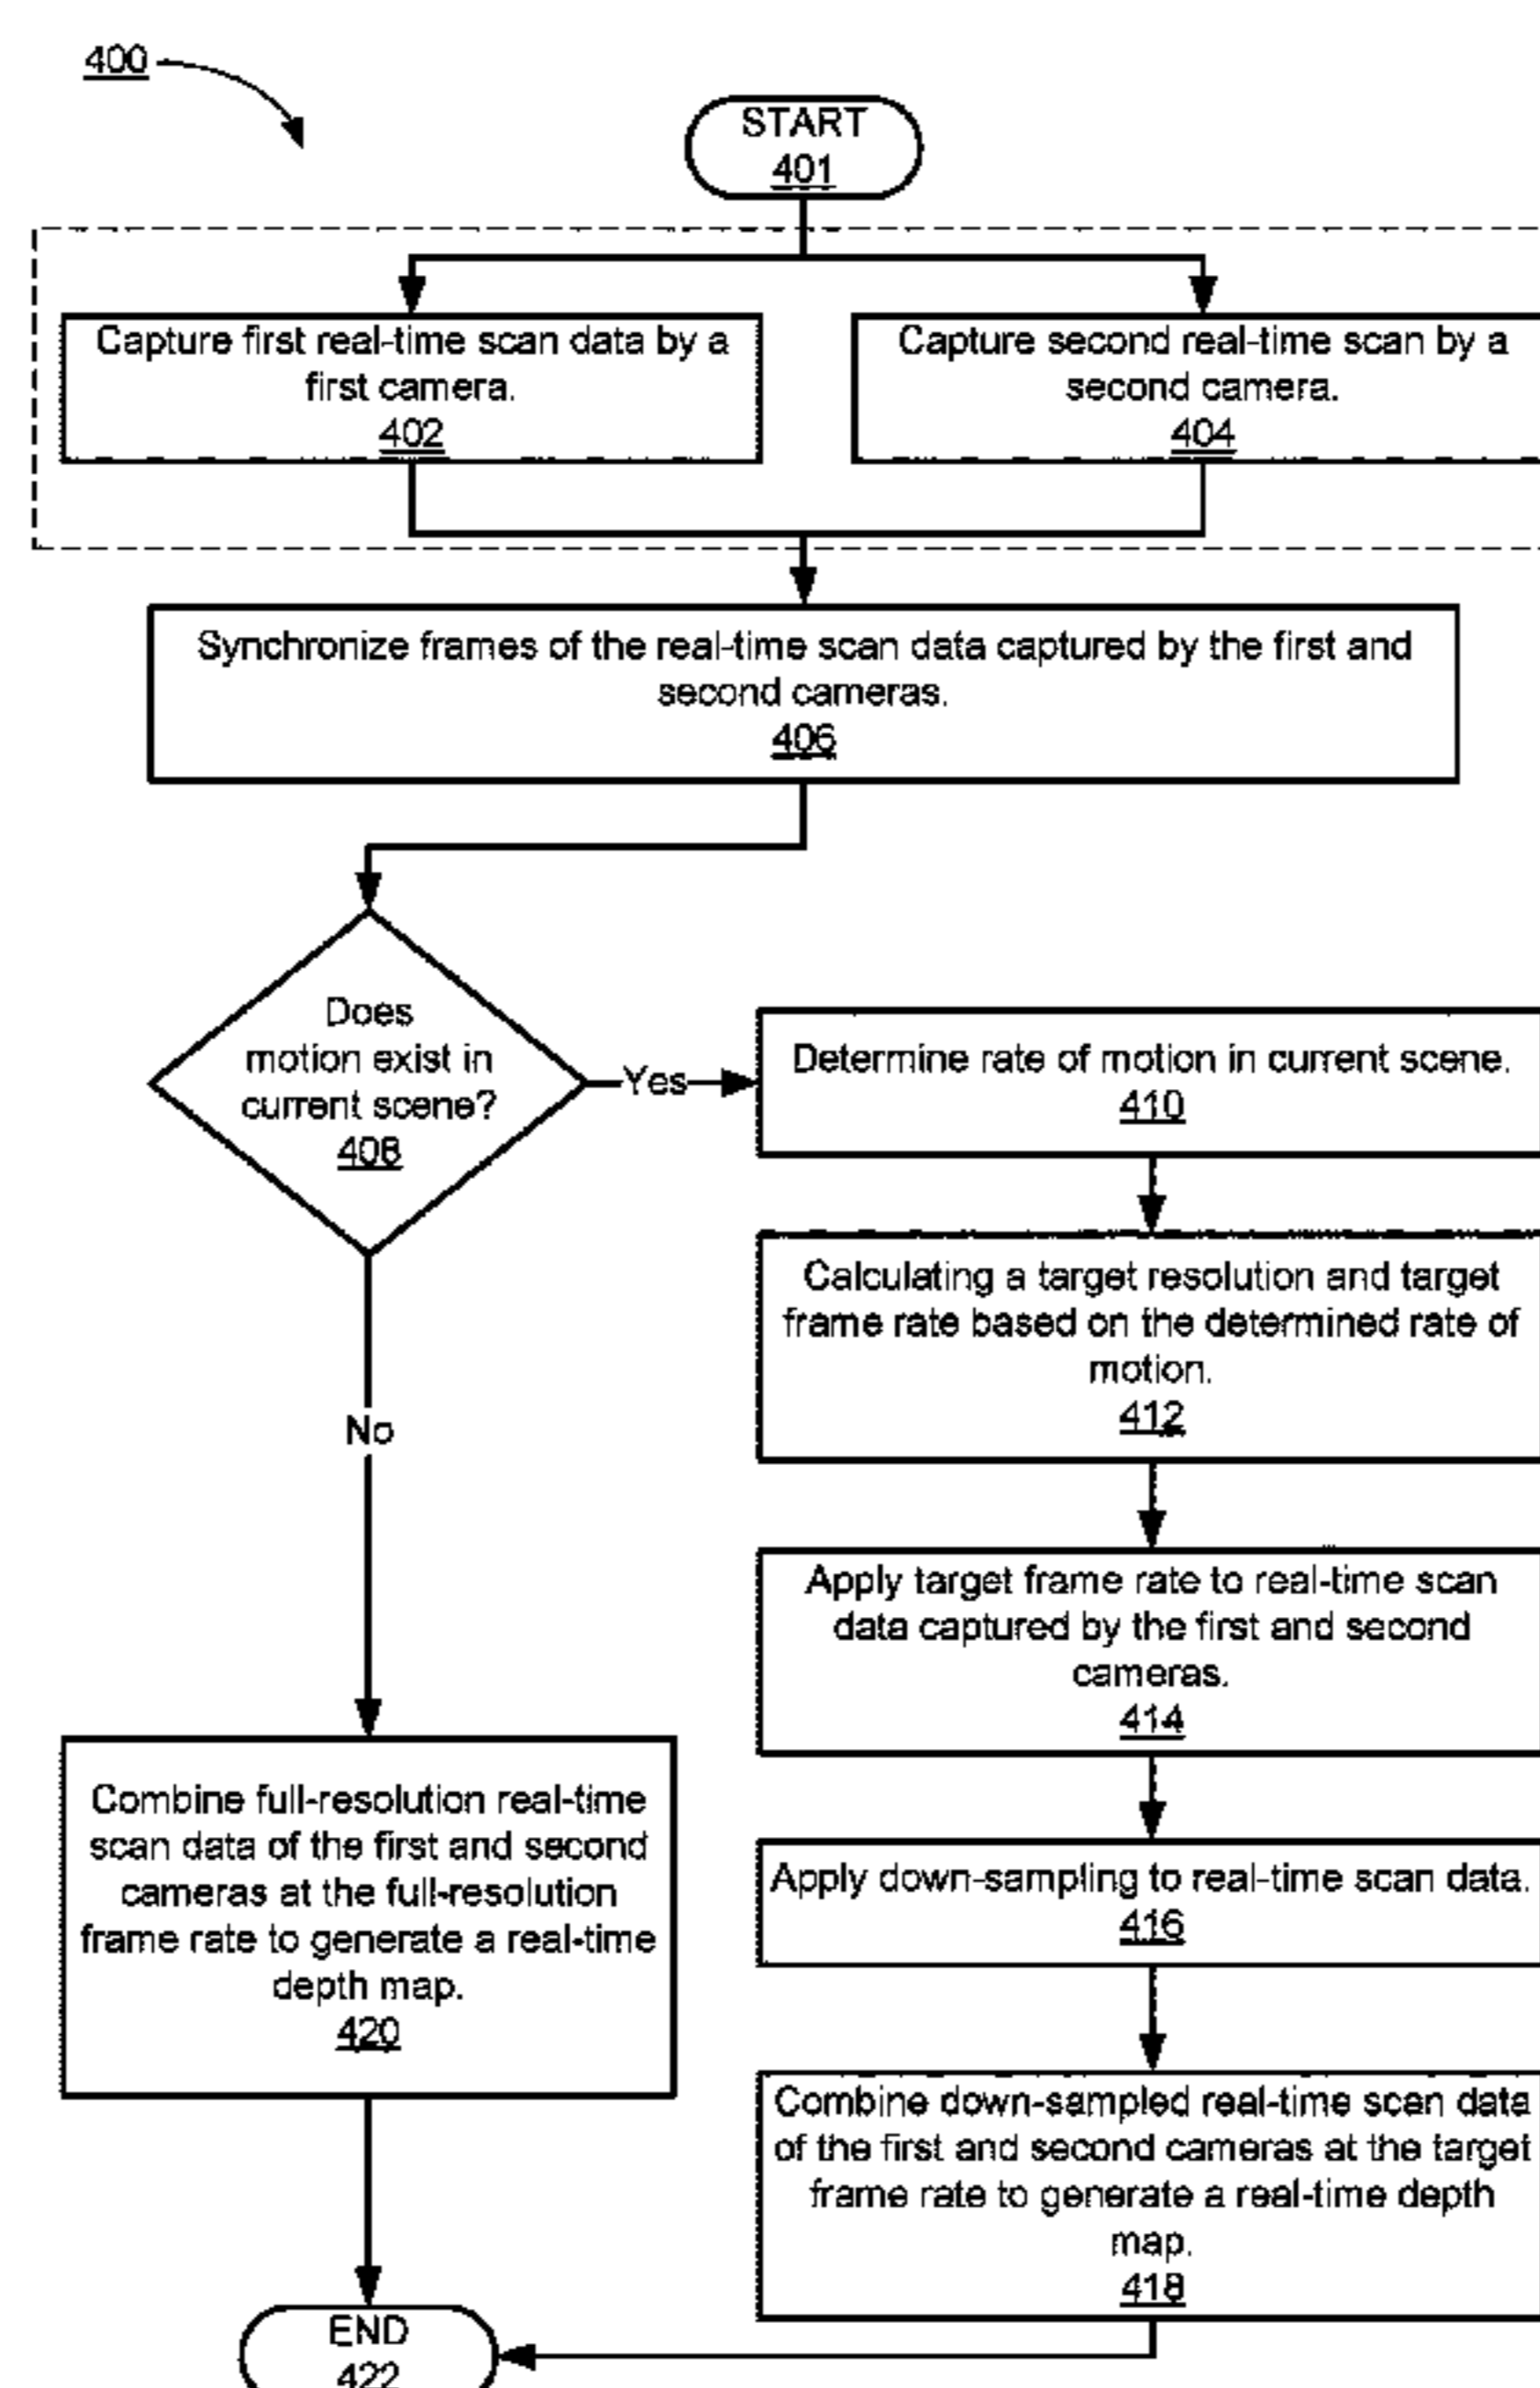 400
START
401
Capture first real-time scan data by a
first camera.
402
Capture second real-time scan by a
second camera.
404
Synchronize frames of the real-time scan data captured by the first and
second cameras.
406
Does
motion exist in
current scene?
408
Yes
Determine rate of motion in current scene.
410
Calculating a target resolution and target
frame rate based on the determined rate of
motion.
412
Apply target frame rate to real-time scan
data captured by the first and second
cameras.
414
No
Combine full-resolution real-time
scan data of the first and second
cameras at the full-resolution
frame rate to generate a real-time
depth map.
420
Apply down-sampling to real-time scan data.
416
Combine down-sampled real-time scan data
of the first and second cameras at the target
frame rate to generate a real-time depth
map.
418
END
422